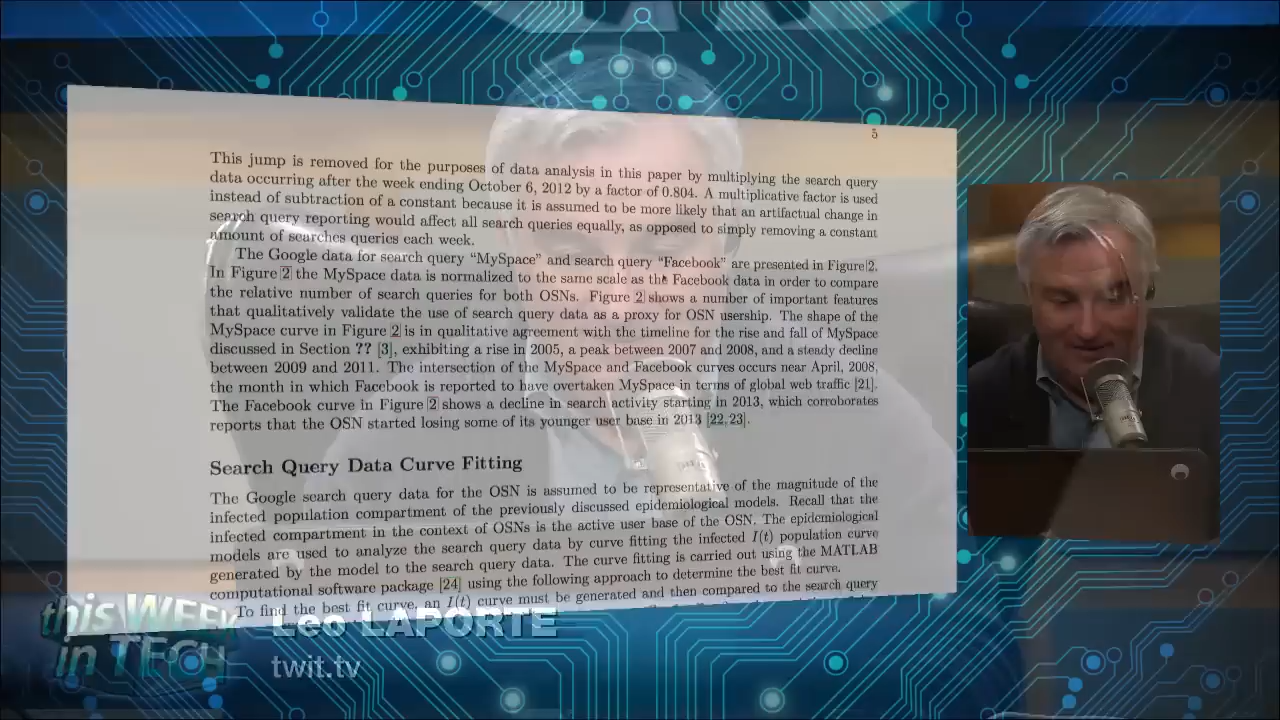 5
This jump is removed for the purposes of data analysis in this paper by multiplying the search query
data occurring after the week ending October 6, 2012 by a factor of 0.804. A multiplicative factor is used
instead of subtraction of a constant because it is assumed to be more likely that an artifactual change in
search query reporting would affect all search queries equally, as opposed to simply removing a constant
amount of searches queries each week.
The Google data for search query “MySpace” and search query “Facebook” are presented in Figure 2.
In Figure 2 the MySpace data is normalized to the same scale as the Facebook data in order to compare
the relative number of search queries for both OSNs. Figure 2 shows a number of important features
that qualitatively validate the use of search query data as a proxy for OSN usership. The shape of the
MySpace curve in Figure 2 is in qualitative agreement with the timeline for the rise and fall of MySpace
discussed in Section ?? [3], exhibiting a rise in 2005, a peak between 2007 and 2008, and a steady decline
between 2009 and 2011. The intersection of the MySpace and Facebook curves occurs near April, 2008,
the month in which Facebook is reported to have overtaken MySpace in terms of global web traffic [21].
The Facebook curve in Figure 2 shows a decline in search activity starting in 2013, which corroborates
reports that the OSN started losing some of its younger user base in 2013 [22,23].
Search Query Data Curve Fitting
The Google search query data for the OSN is assumed to be representative of the magnitude of the
infected population compartment of the previously discussed epidemiological models. Recall that the
infected compartment in the context of OSNs is the active user base of the OSN. The epidemiological
models are used to analyze the search query data by curve fitting the infected I(t) population curve
generated by the model to the search query data. The curve fitting is carried out using the MATLAB
computational software package [24] using the following approach to determine the best fit curve.
To find the best fit curve, an I(t) curve must be generated and then compared to the search query
this WEEK
in TECH
Leo LAPORTE
twit.tv